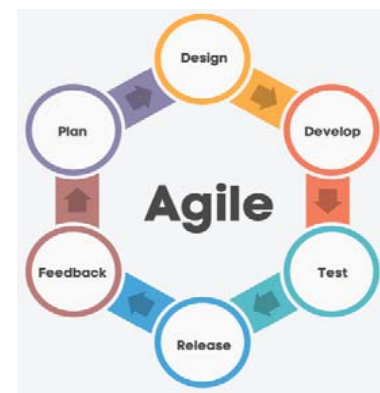 Design
Plan
Develop
Agile
Feedback
Test
Release